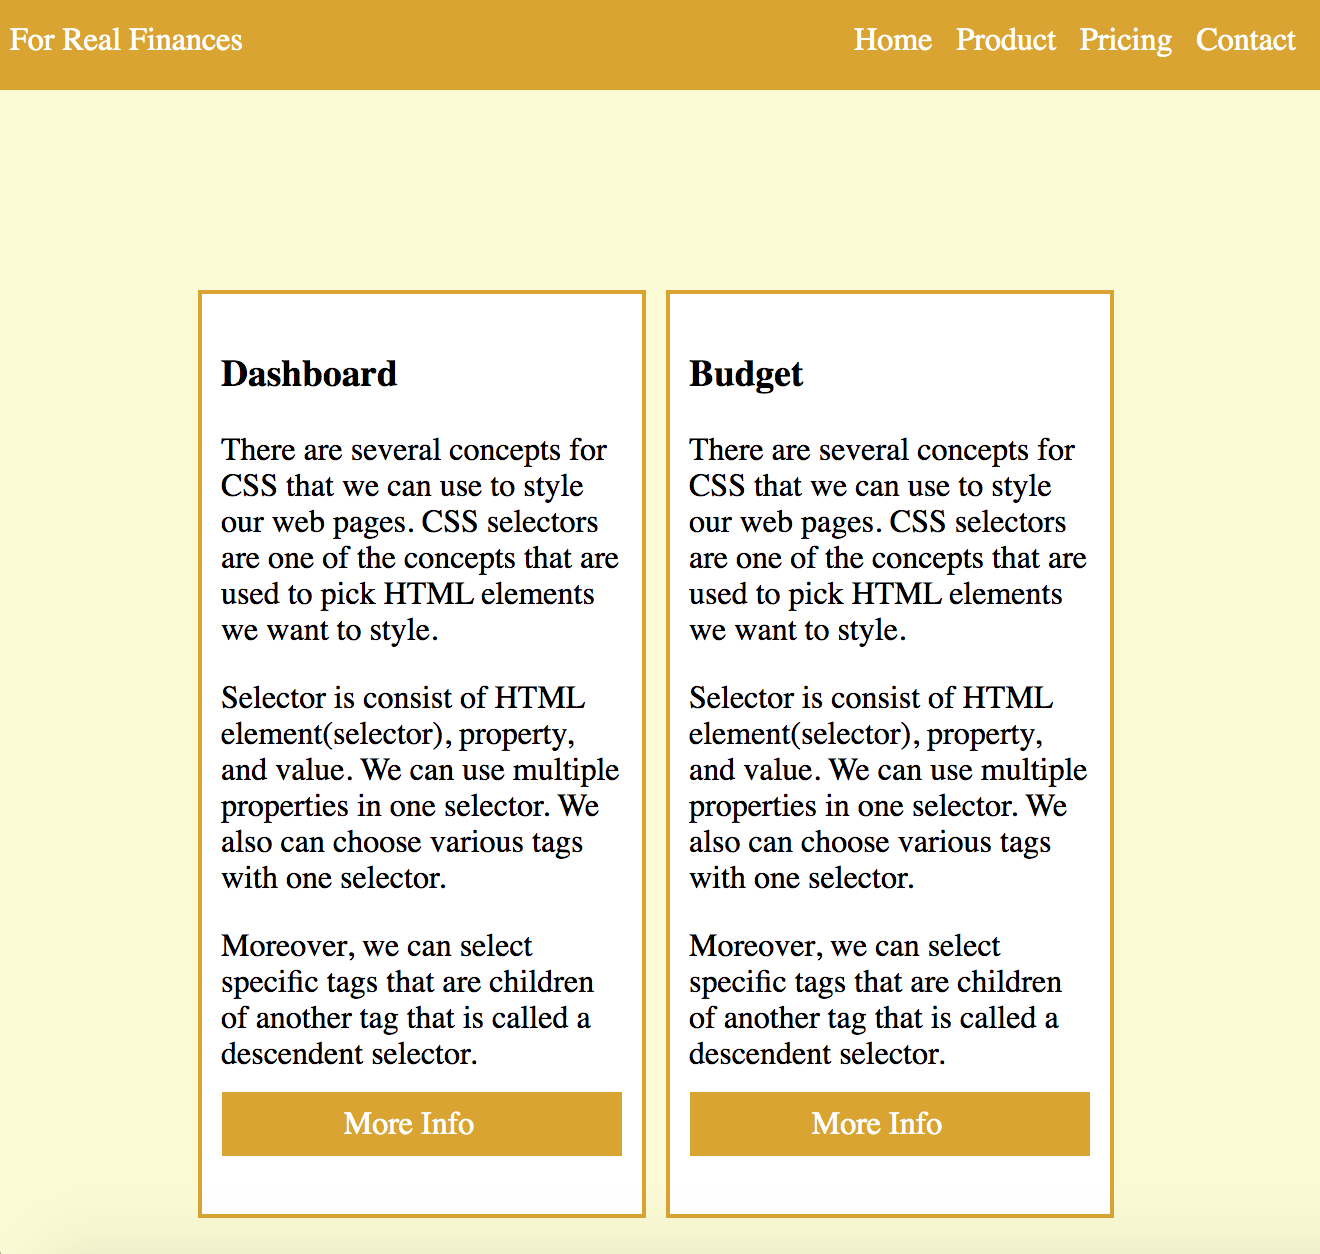 For Real Finances
Home Product Pricing Contact
Dashboard
There are several concepts for
CSS that we can use to style
our web pages. CSS selectors
are one of the concepts that are
used to pick HTML elements
we want to style.
Selector is consist of HTML
element(selector), property,
and value. We can use multiple
properties in one selector. We
also can choose various tags
with one selector.
Moreover, we can select
specific tags that are children
of another tag that is called a
descendent selector.
More Info
Budget
There are several concepts for
CSS that we can use to style
our web pages. CSS selectors
are one of the concepts that are
used to pick HTML elements
we want to style.
Selector is consist of HTML
element(selector), property,
and value. We can use multiple
properties in one selector. We
also can choose various tags
with one selector.
Moreover, we can select
specific tags that are children
of another tag that is called a
descendent selector.
More Info